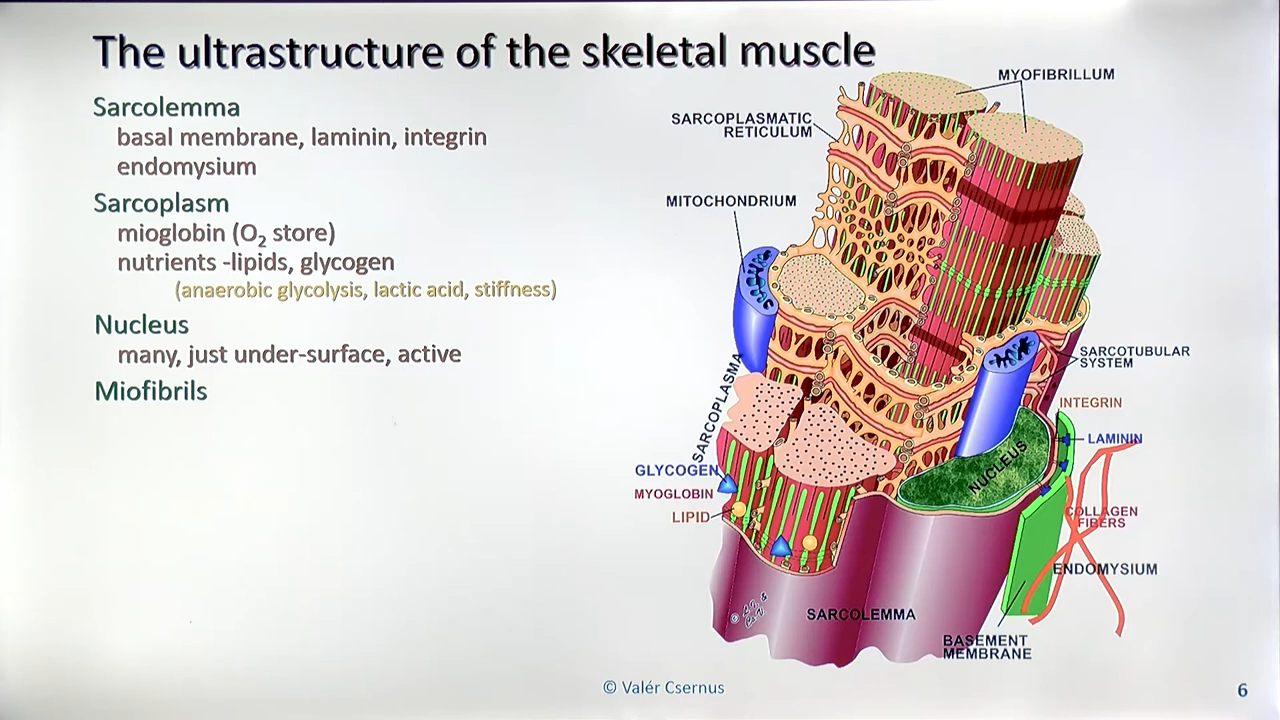 The ultrastructure of the skeletal muscle
Sarcolemma
basal membrane, laminin, integrin
endomysium
Sarcoplasm
mioglobin (O₂ store)
nutrients -lipids, glycogen
(anaerobic glycolysis, lactic acid, stiffness)
Nucleus
many, just under-surface, active
Miofibrils
MYOFIBRILLUM
SARCOPLASMATIC
RETICULUM
MITOCHONDRIUM
SARCOTUBULAR
SYSTEM
SARCOPLASMA
INTEGRIN
LAMININ
NUCLEUS
GLYCOGEN
MYOGLOBIN
LIPID
COLLAGEN
FIBERS
ENDOMYSIUM
SARCOLEMMA
BASEMENT
MEMBRANE
© Valér Csernus
6